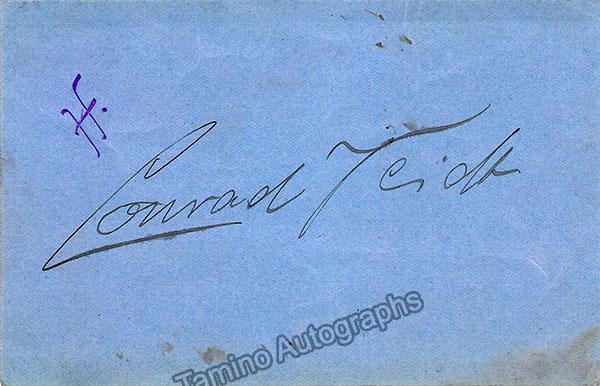 H.
Conrad Veidt
Tamino Autographs